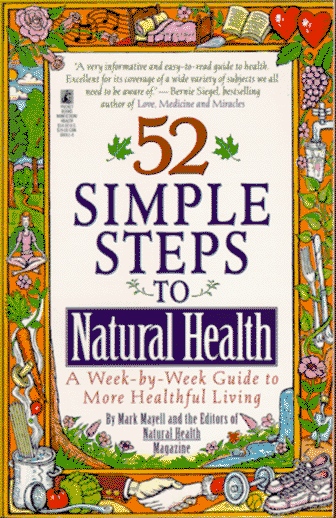 "A very informative and easy-to-read guide to health.
Excellent for its coverage of a wide variety of subjects we all
need to be aware of." — Bernie Siegel, bestselling
author of Love, Medicine and Miracles
52
SIMPLE
STEPS
TO
Natural Health
A Week-by-Week Guide to
More Healthful Living
By Mark Mayell and the Editors of
Natural Health
Magazine